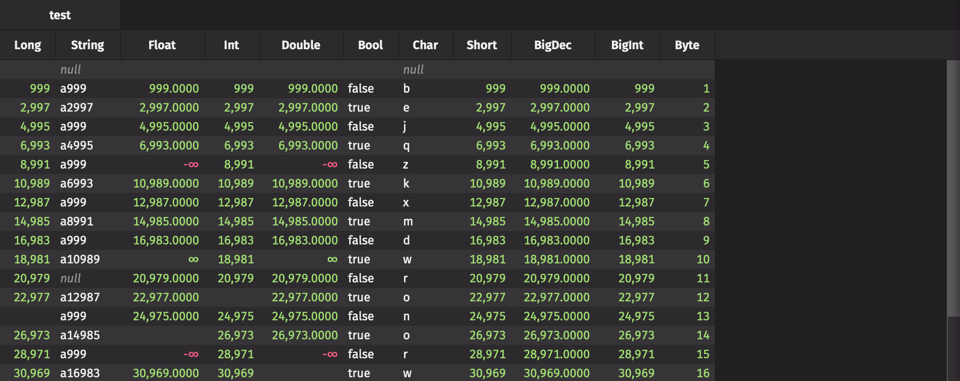 test
Long String Float Int Double Bool Char Short BigDec BigInt Byte
null null
999 a999 999.0000 999 999.0000 false b 999 999.0000 999 1
2,997 a2997 2,997.0000 2,997 2,997.0000 true e 2,997 2,997.0000 2,997 2
4,995 a999 4,995.0000 4,995 4,995.0000 false j 4,995 4,995.0000 4,995 3
6,993 a4995 6,993.0000 6,993 6,993.0000 true q 6,993 6,993.0000 6,993 4
8,991 a999 -∞ 8,991 -∞ false z 8,991 8,991.0000 8,991 5
10,989 a6993 10,989.0000 10,989 10,989.0000 true k 10,989 10,989.0000 10,989 6
12,987 a999 12,987.0000 12,987 12,987.0000 false x 12,987 12,987.0000 12,987 7
14,985 a8991 14,985.0000 14,985 14,985.0000 true m 14,985 14,985.0000 14,985 8
16,983 a999 16,983.0000 16,983 16,983.0000 false d 16,983 16,983.0000 16,983 9
18,981 a10989 ∞ 18,981 ∞ true w 18,981 18,981.0000 18,981 10
20,979 null 20,979.0000 20,979 20,979.0000 false r 20,979 20,979.0000 20,979 11
22,977 a12987 22,977.0000 22,977.0000 true o 22,977 22,977.0000 22,977 12
a999 24,975.0000 24,975 24,975.0000 false n 24,975 24,975.0000 24,975 13
26,973 a14985 26,973 26,973.0000 true o 26,973 26,973.0000 26,973 14
28,971 a999 -∞ 28,971 -∞ false r 28,971 28,971.0000 28,971 15
30,969 a16983 30,969.0000 30,969 true w 30,969 30,969.0000 30,969 16